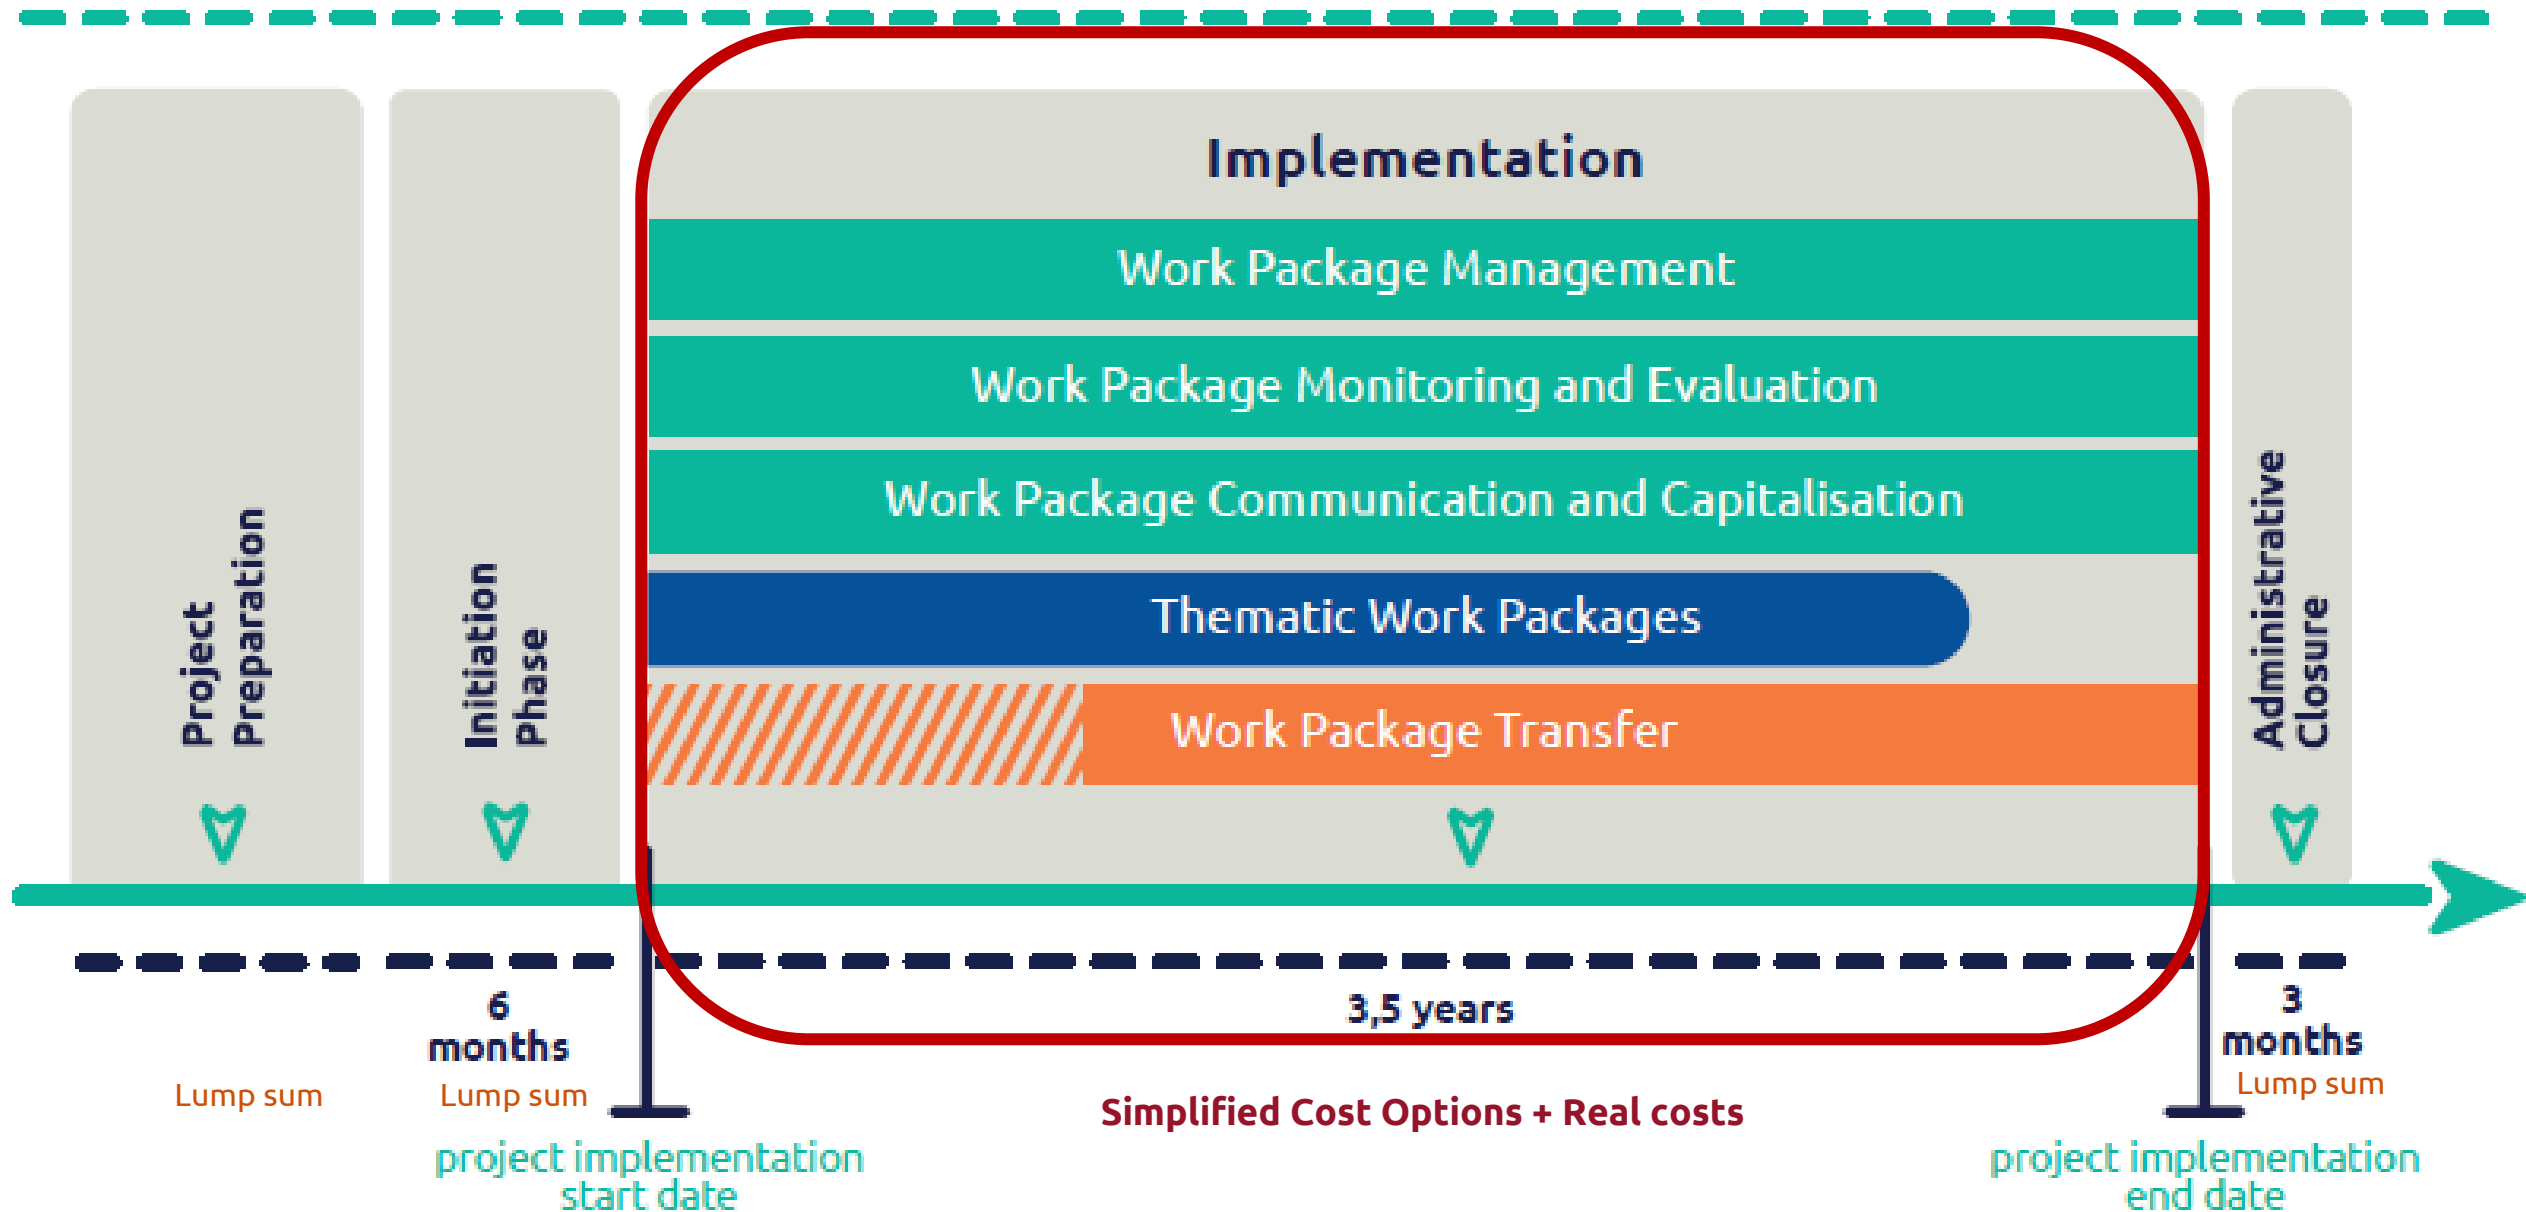 Implementation
Work Package Management
Work Package Monitoring and Evaluation
Work Package Communication and Capitalisation
Thematic Work Packages
Work Package Transfer
Project
Preparation
Initiation
Phase
Administrative
Closure
6
months
3,5 years
3
months
Lump sum
Lump sum
Simplified Cost Options + Real costs
Lump sum
project implementation
start date
project implementation
end date